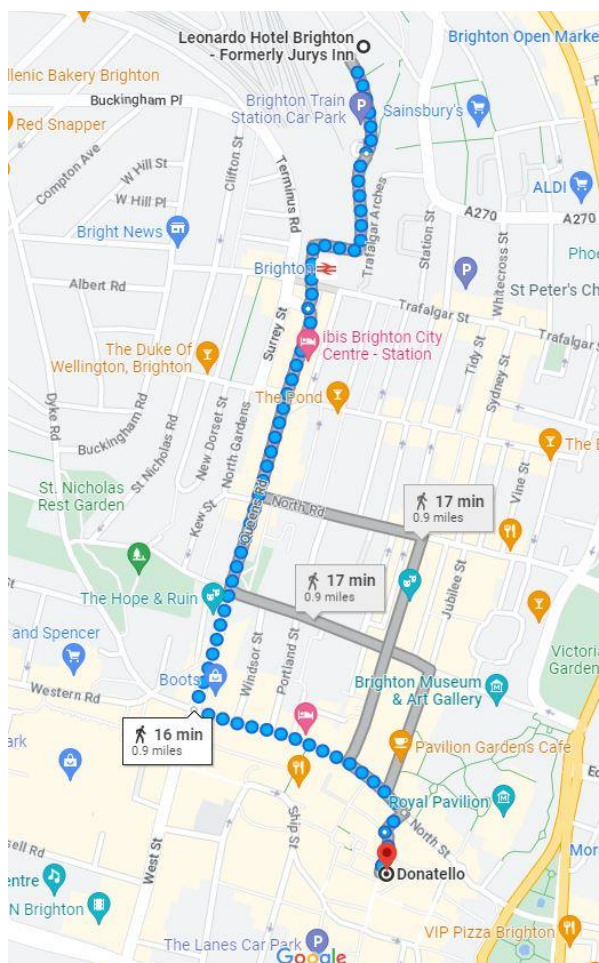 Leonardo Hotel Brighton
- Formerly Jurys Inn
Brighton Open Marke
llenic Bakery Brighton
Buckingham Pl
Brighton Train
Station Car Park
Sainsbury's
Red Snapper
Compton Ave
W Hill St
Clifton St
Terminus Rd
W Hill Pl
ALDI
A270
A270
Trafalgar Arches
Station St
Whitecross St
Bright News
Phoe
Brighton
Albert Rd
St Peter's Ch
Trafalgar St
Trafalgar St
Surrey St
ibis Brighton City
Centre - Station
The Duke Of
Wellington, Brighton
Tidy St
Sydney St
The Pond
Dyke Rd
Buckingham Rd
St Nicholas Rd
New Dorset St
North Gardens
Vine St
St. Nicholas
Rest Garden
Kew St
Queens Rd
North Rd
17 min
0.9 miles
17 min
0.9 miles
Jubilee St
The Hope & Ruin
Windsor St
Portland St
and Spencer
Boots
Victoria
Garden
Brighton Museum
& Art Gallery
Western Rd
16 min
0.9 miles
Pavilion Gardens Cafe
ark
Royal Pavilion
North St
Ship St
West St
Donatello
sell Rd
entre
Mor
N Brighton
VIP Pizza Brighton
The Lanes Car Park
Google